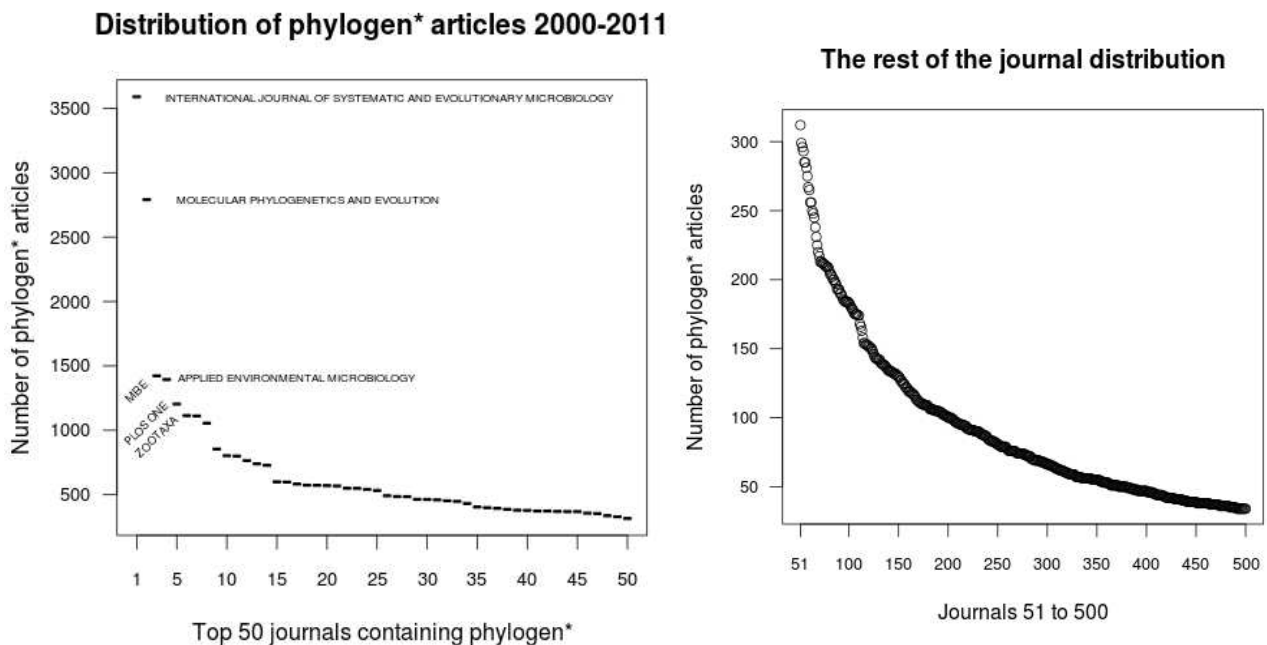 Distribution of phylogen* articles 2000-2011
Number of phylogen* articles
3500
3000
2500
2000
1500
1000
500
INTERNATIONAL JOURNAL OF SYSTEMATIC AND EVOLUTIONARY MICROBIOLOGY
MOLECULAR PHYLOGENETICS AND EVOLUTION
MBE
APPLIED ENVIRONMENTAL MICROBIOLOGY
PLOS ONE
ZOOTAXA
1 5 10 15 20 25 30 35 40 45 50
Top 50 journals containing phylogen*
The rest of the journal distribution
Number of phylogen* articles
300
250
200
150
100
50
51 100 150 200 250 300 350 400 450 500
Journals 51 to 500